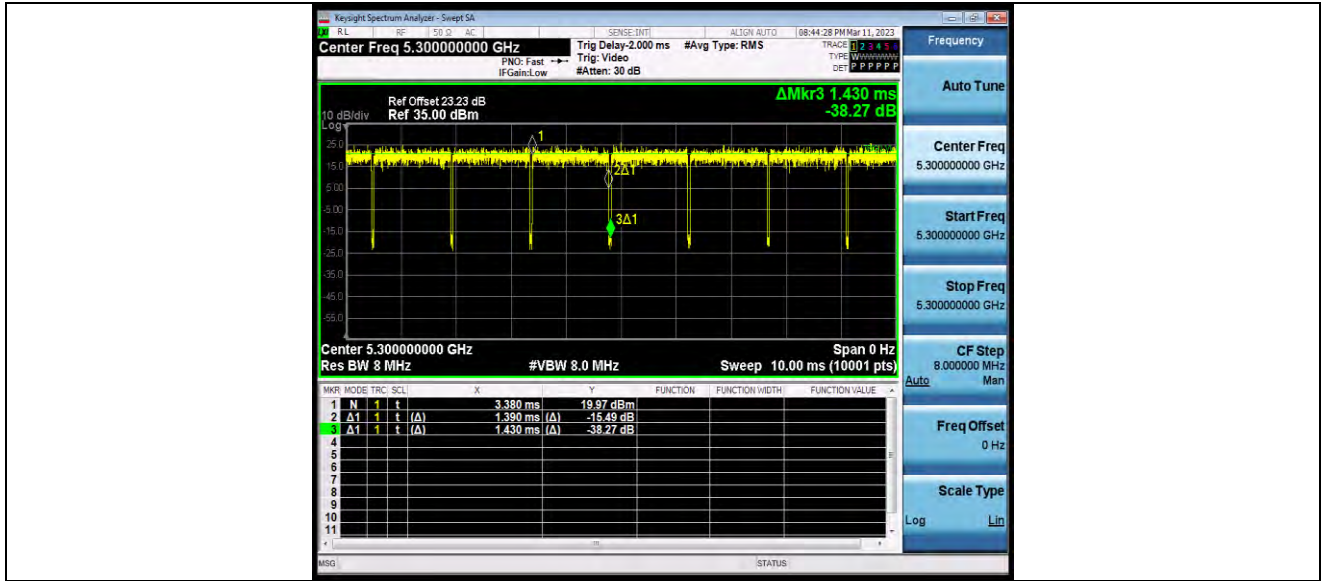 Keysight Spectrum Analyzer - Swept SA
RL RF 50 Ω AC SENSE:INT ALIGN AUTO 08:44:28 PM Mar 11, 2023
Center Freq 5.300000000 GHz Trig Delay-2.000 ms #Avg Type: RMS TRACE 1 2 3 4 5 6
PNO: Fast Trig: Video TYPE W
IFGain:Low #Atten: 30 dB DET P P P P P P
Frequency
Auto Tune
ΔMkr3 1.430 ms
-38.27 dB
Ref Offset 23.23 dB
10 dB/div Ref 35.00 dBm
Log
25.0
15.0
5.00
-5.00
-15.0
-25.0
-35.0
-45.0
-55.0
1
2Δ1
3Δ1
Center 5.300000000 GHz Span 0 Hz
Res BW 8 MHz #VBW 8.0 MHz Sweep 10.00 ms (10001 pts)
Center Freq
5.300000000 GHz
Start Freq
5.300000000 GHz
Stop Freq
5.300000000 GHz
CF Step
8.000000 MHz
Auto Man
Freq Offset
0 Hz
Scale Type
Log Lin
MKR MODE TRC SCL X Y FUNCTION FUNCTION WIDTH FUNCTION VALUE
1 N 1 t 3.380 ms 19.97 dBm
2 Δ1 1 t (Δ) 1.390 ms (Δ) -15.49 dB
3 Δ1 1 t (Δ) 1.430 ms (Δ) -38.27 dB
4
5
6
7
8
9
10
11
MSG STATUS